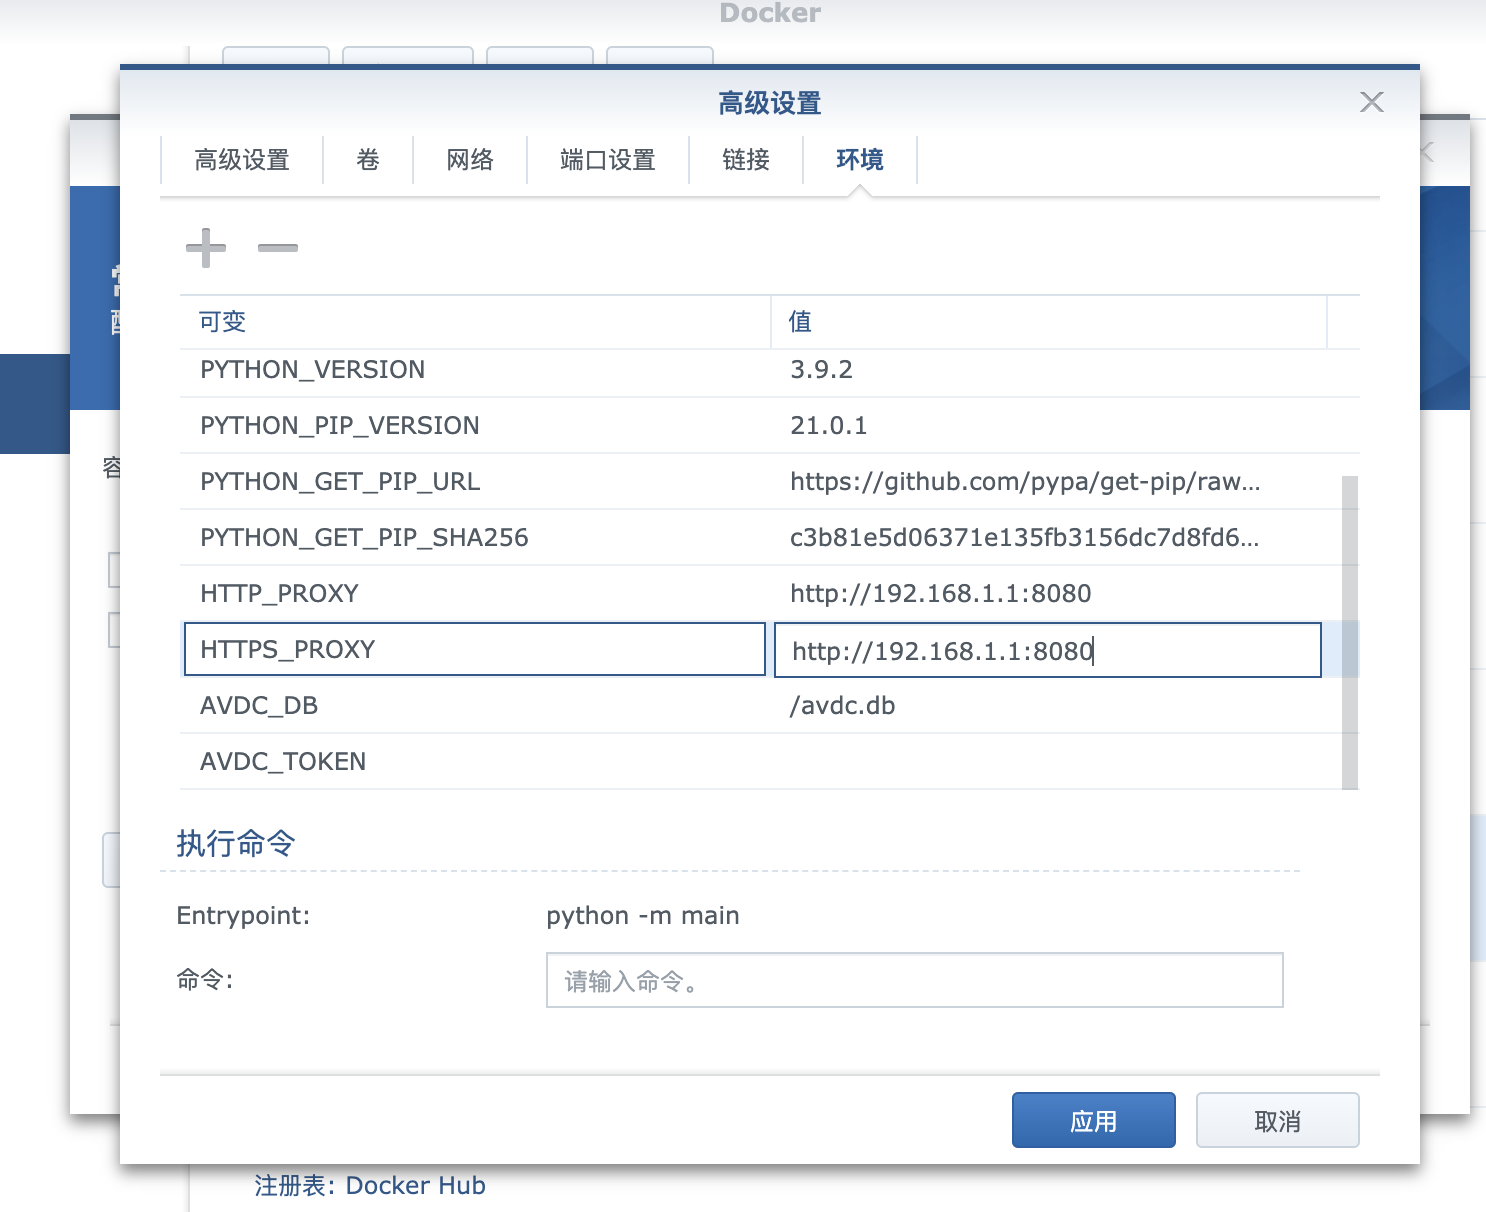 Docker
高级设置
高级设置 卷 网络 端口设置 链接 环境
可变 值
PYTHON_VERSION 3.9.2
PYTHON_PIP_VERSION 21.0.1
PYTHON_GET_PIP_URL https://github.com/pypa/get-pip/raw...
PYTHON_GET_PIP_SHA256 c3b81e5d06371e135fb3156dc7d8fd6...
HTTP_PROXY http://192.168.1.1:8080
HTTPS_PROXY http://192.168.1.1:8080
AVDC_DB /avdc.db
AVDC_TOKEN
容
执行命令
Entrypoint: python -m main
命令: 请输入命令。
应用 取消
注册表: Docker Hub